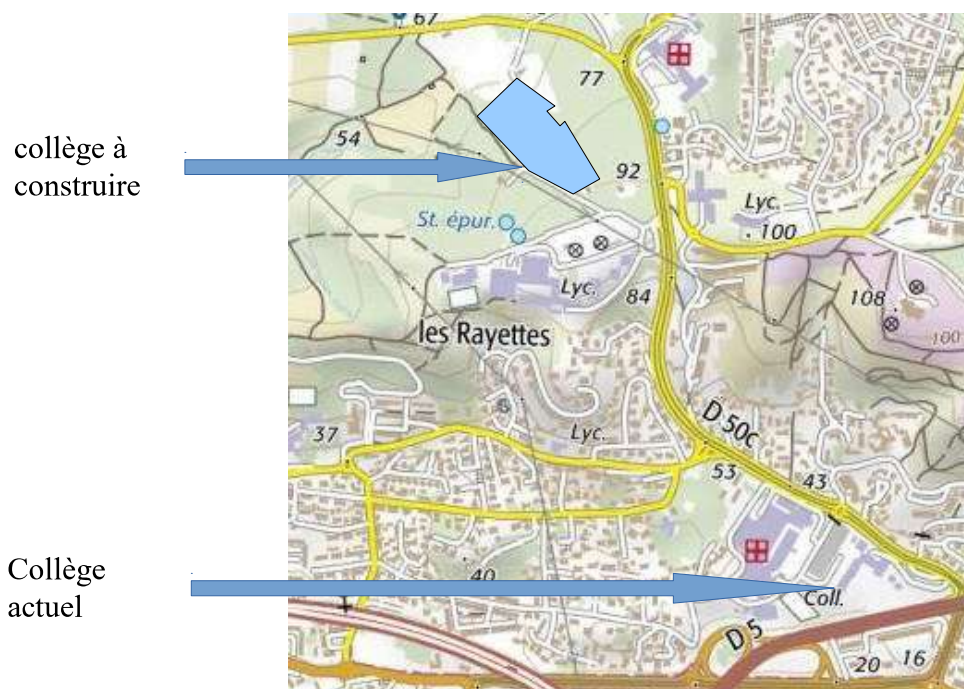 67
77
collège à
construire
54
92
Lyc.
St. épur.
100
Lyc.
84
108
les Rayettes
100
D 50c
37
Lyc.
53
43
Collège
actuel
40
Coll.
D 5
20
16